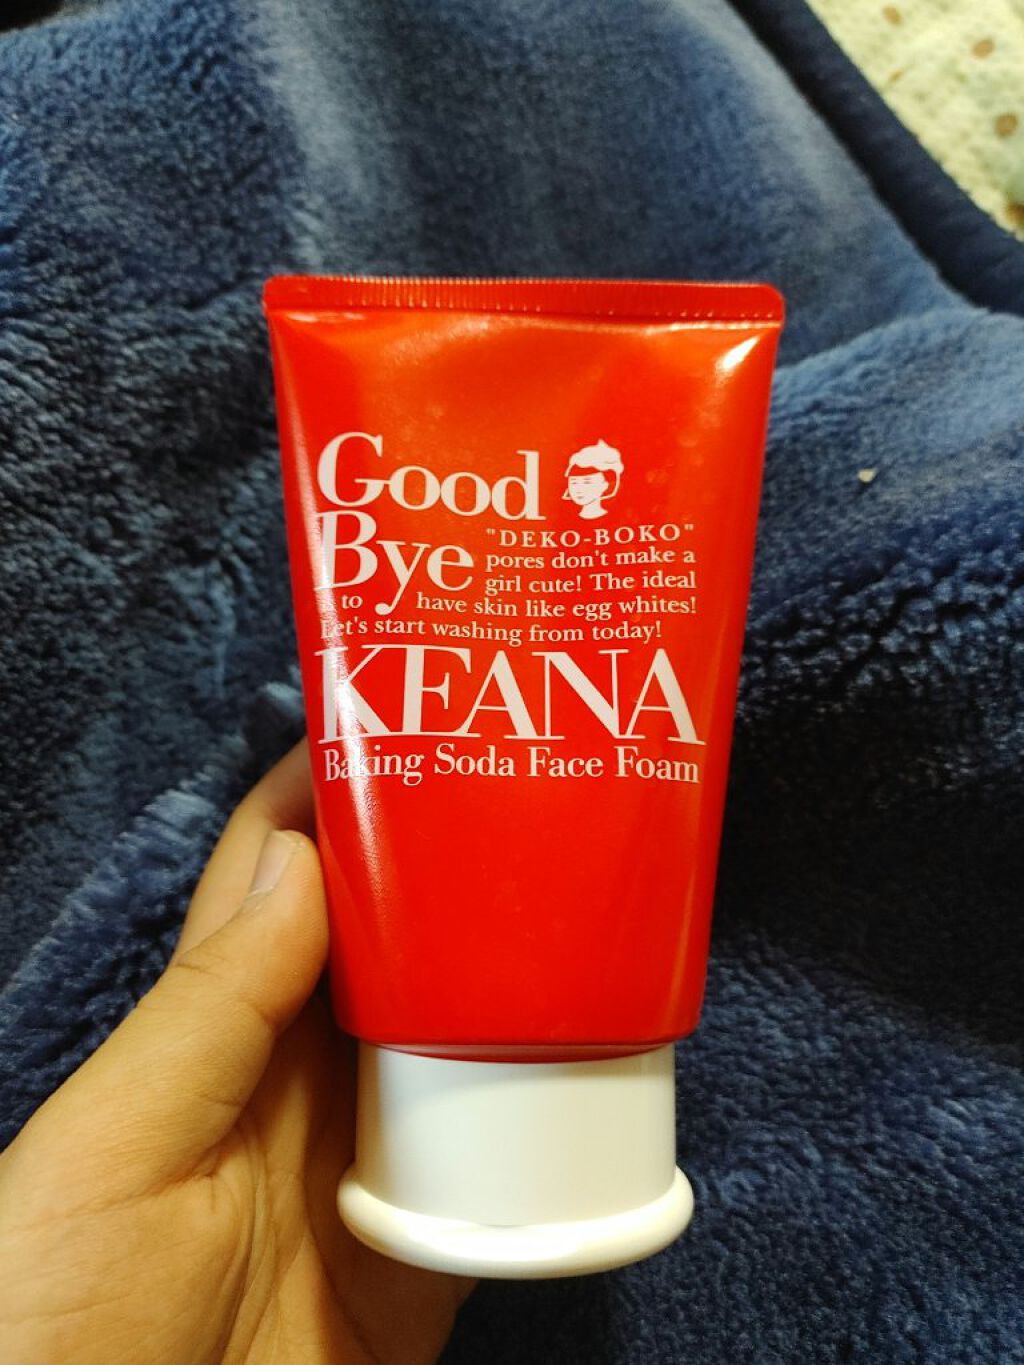 Good
Bye
"DEKO-BOKO"
pores don't make a
girl cute! The ideal
is to have skin like egg whites!
Let's start washing from today!
KEANA
Baking Soda Face Foam